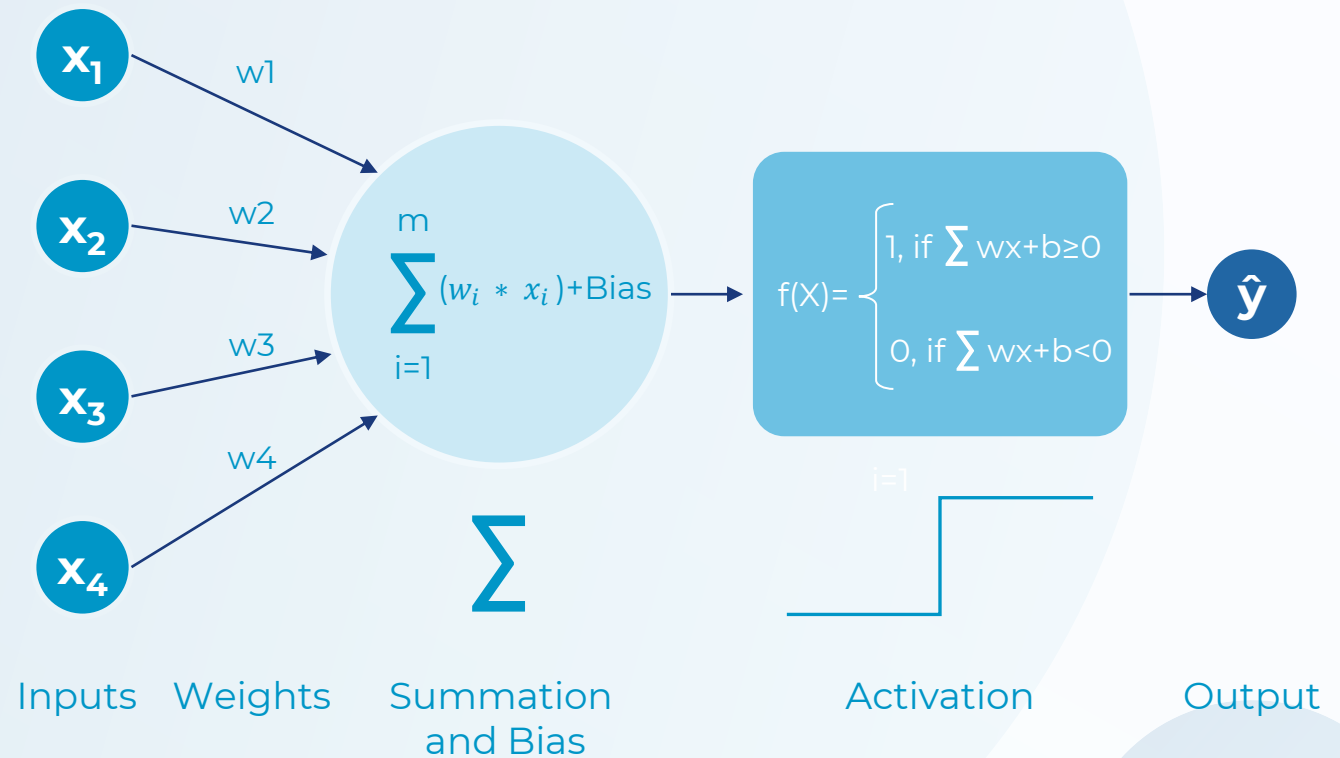 x₁
w1
x₂
w2
x₃
w3
x₄
w4
m
∑(wᵢ * xᵢ)+Bias
i=1
∑
f(X)={
1, if ∑ wx+b≥0
0, if ∑ wx+b<0
i=1
ŷ
Inputs
Weights
Summation
and Bias
Activation
Output